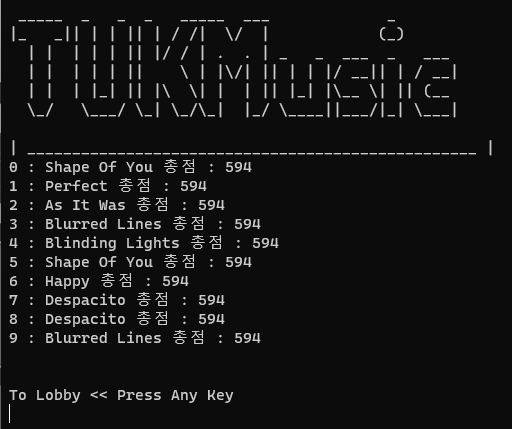 TUKMusic
0 : Shape Of You 총점 : 594
1 : Perfect 총점 : 594
2 : As It Was 총점 : 594
3 : Blurred Lines 총점 : 594
4 : Blinding Lights 총점 : 594
5 : Shape Of You 총점 : 594
6 : Happy 총점 : 594
7 : Despacito 총점 : 594
8 : Despacito 총점 : 594
9 : Blurred Lines 총점 : 594
To Lobby << Press Any Key